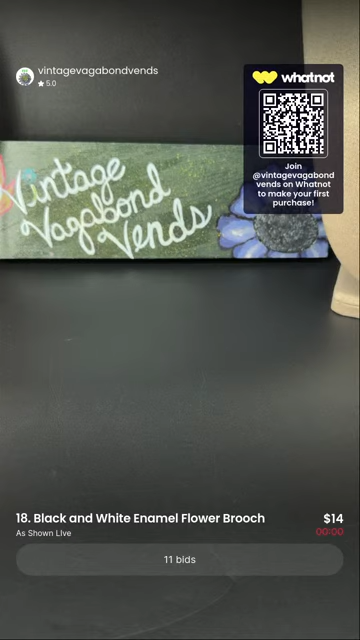 vintagevagabondvends
★ 5.0
whatnot
Join
@vintagevagabond
vends on Whatnot
to make your first
purchase!
Vintage
Vagabond
Vends
18. Black and White Enamel Flower Brooch
$14
As Shown LIve
00:00
11 bids